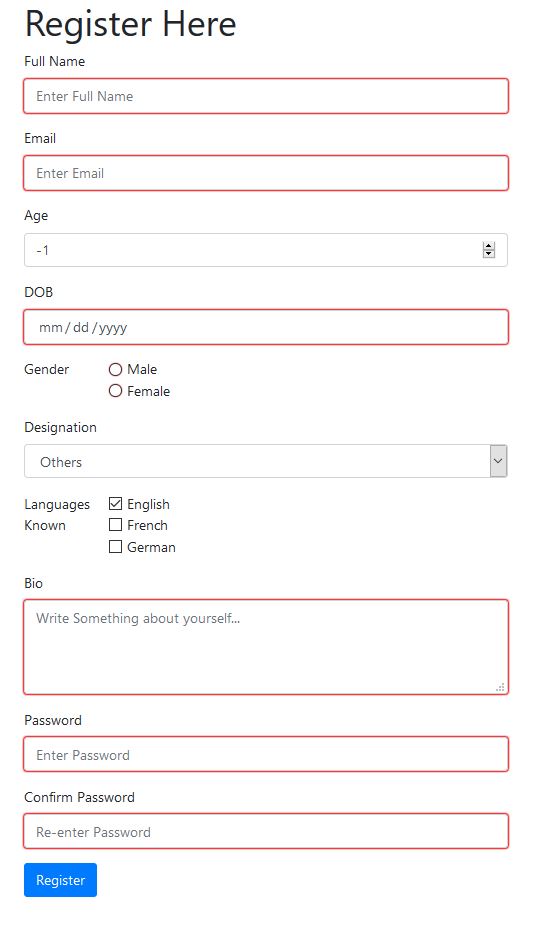 Register Here
Full Name
Enter Full Name
Email
Enter Email
Age
-1
DOB
mm / dd / yyyy
Gender
Male
Female
Designation
Others
Languages Known
English
French
German
Bio
Write Something about yourself...
Password
Enter Password
Confirm Password
Re-enter Password
Register